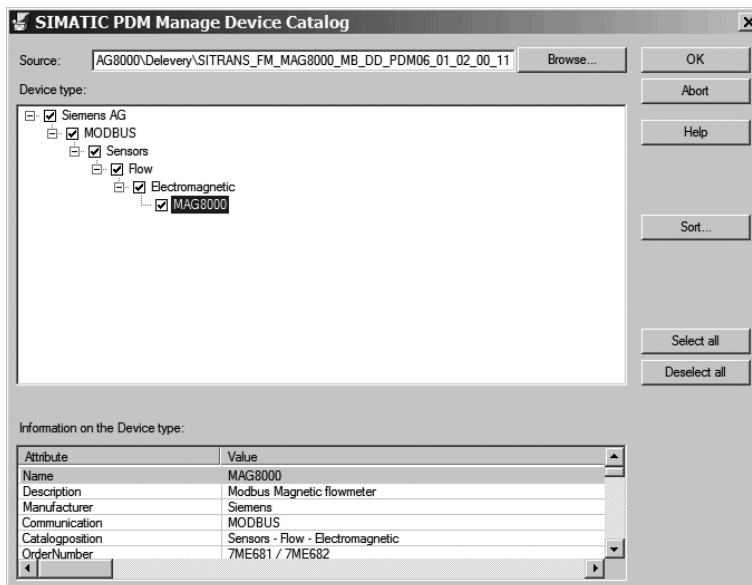 SIMATIC PDM Manage Device Catalog
Source: AG8000\Delevery\SITRANS_FM_MAG8000_MB_DD_PDM06_01_02_00_11 Browse... OK
Device type: Abort
Siemens AG
MODBUS Help
Sensors
Flow
Electromagnetic
MAG8000
Sort...
Select all
Deselect all
Information on the Device type:
Attribute Value
Name MAG8000
Description Modbus Magnetic flowmeter
Manufacturer Siemens
Communication MODBUS
Catalogposition Sensors - Flow - Electromagnetic
OrderNumber 7ME681 / 7ME682